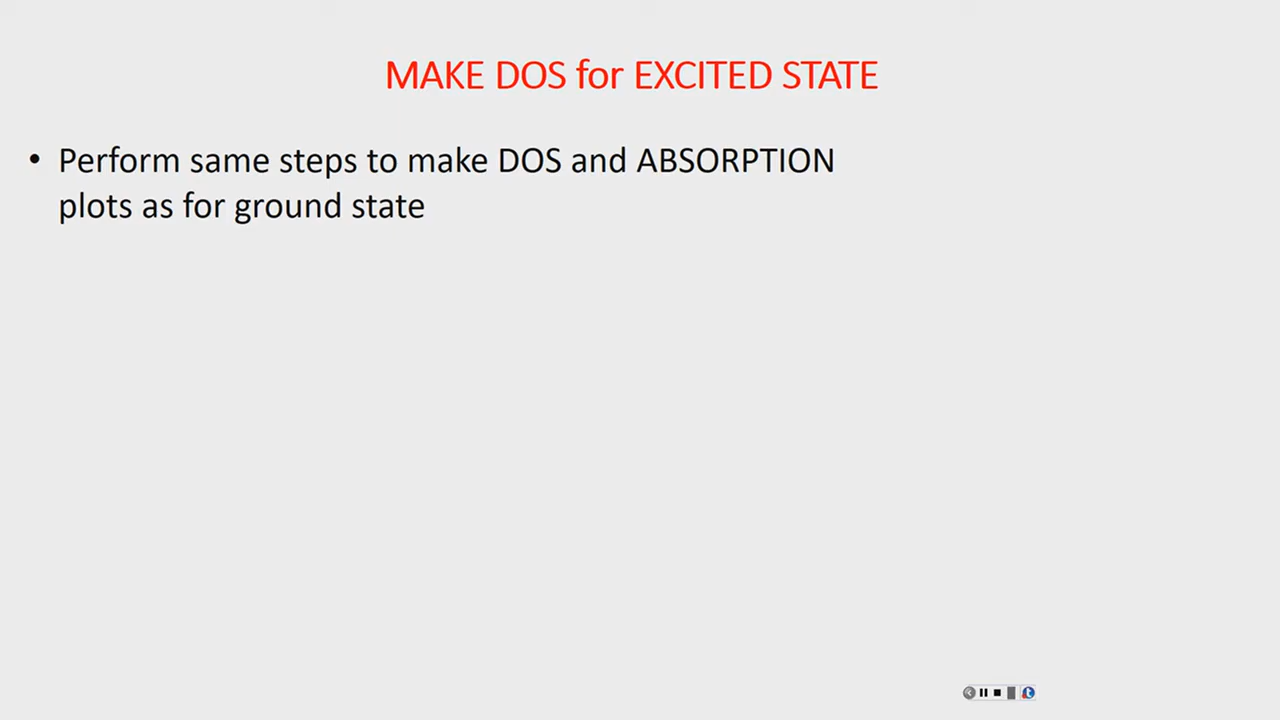 MAKE DOS for EXCITED STATE
• Perform same steps to make DOS and ABSORPTION
plots as for ground state